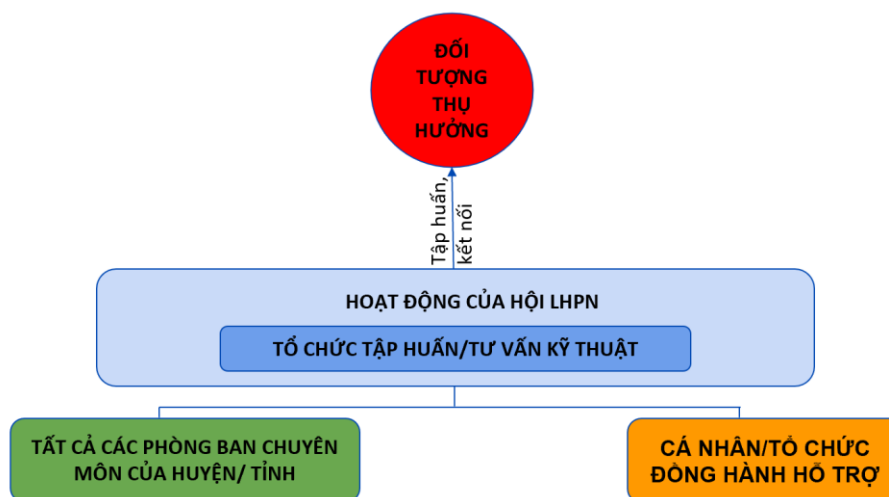 ĐỐI
TƯỢNG
THỤ
HƯỞNG
Tập huấn,
kết nối
HOẠT ĐỘNG CỦA HỘI LHPN
TỔ CHỨC TẬP HUẤN/TƯ VẤN KỸ THUẬT
TẤT CẢ CÁC PHÒNG BAN CHUYÊN
MÔN CỦA HUYỆN/ TỈNH
CÁ NHÂN/TỔ CHỨC
ĐỒNG HÀNH HỖ TRỢ